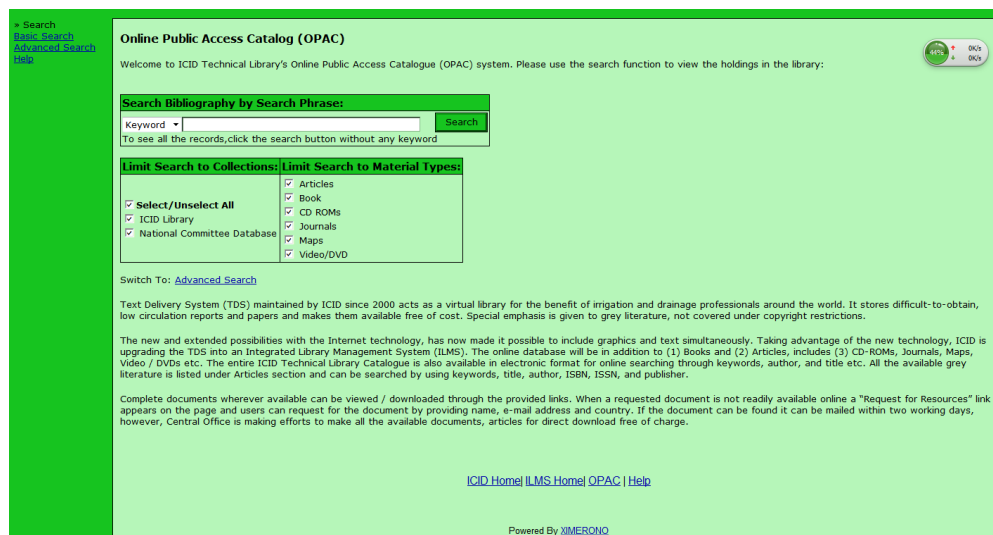 » Search
Basic Search
Advanced Search
Help
Online Public Access Catalog (OPAC)
Welcome to ICID Technical Library's Online Public Access Catalogue (OPAC) system. Please use the search function to view the holdings in the library:
44%
0K/s
0K/s
Search Bibliography by Search Phrase:
Keyword
Search
To see all the records,click the search button without any keyword
Limit Search to Collections:
Select/Unselect All
ICID Library
National Committee Database
Limit Search to Material Types:
Articles
Book
CD ROMs
Journals
Maps
Video/DVD
Switch To: Advanced Search
Text Delivery System (TDS) maintained by ICID since 2000 acts as a virtual library for the benefit of irrigation and drainage professionals around the world. It stores difficult-to-obtain,
low circulation reports and papers and makes them available free of cost. Special emphasis is given to grey literature, not covered under copyright restrictions.
The new and extended possibilities with the Internet technology, has now made it possible to include graphics and text simultaneously. Taking advantage of the new technology, ICID is
upgrading the TDS into an Integrated Library Management System (ILMS). The online database will be in addition to (1) Books and (2) Articles, includes (3) CD-ROMs, Journals, Maps,
Video / DVDs etc. The entire ICID Technical Library Catalogue is also available in electronic format for online searching through keywords, author, and title etc. All the available grey
literature is listed under Articles section and can be searched by using keywords, title, author, ISBN, ISSN, and publisher.
Complete documents wherever available can be viewed / downloaded through the provided links. When a requested document is not readily available online a "Request for Resources" link
appears on the page and users can request for the document by providing name, e-mail address and country. If the document can be found it can be mailed within two working days,
however, Central Office is making efforts to make all the available documents, articles for direct download free of charge.
ICID Home| ILMS Home| OPAC | Help
Powered By XIMERONO